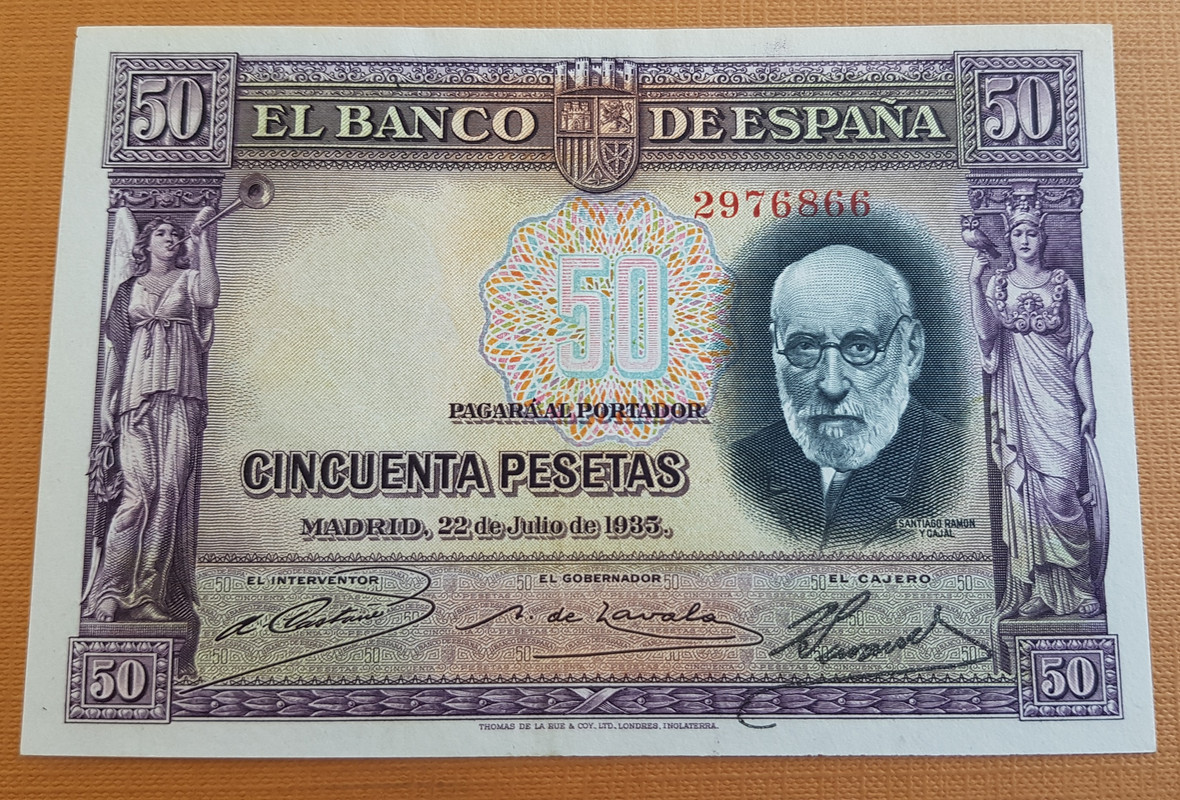 50 EL BANCO DE ESPAÑA 50
2976866
50
PAGARÁ AL PORTADOR
CINCUENTA PESETAS
MADRID, 22 de Julio de 1935.
SANTIAGO RAMON
Y CAJAL
EL INTERVENTOR EL GOBERNADOR EL CAJERO
A. de Zavala
50 50
THOMAS DE LA RUE & COY. LTD. LONDRES, INGLATERRA.